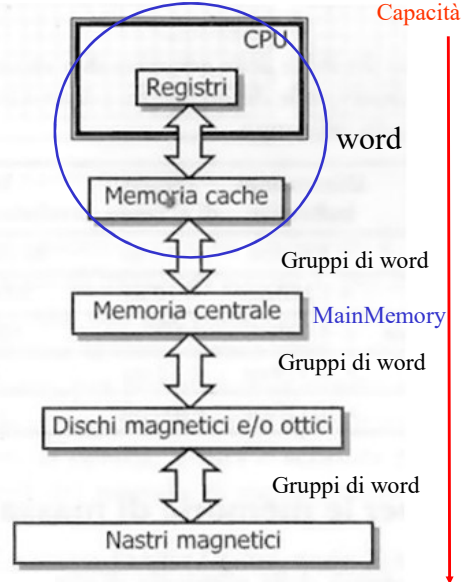 Capacità
CPU
Registri
word
Memoria cache
Gruppi di word
Memoria centrale
MainMemory
Gruppi di word
Dischi magnetici e/o ottici
Gruppi di word
Nastri magnetici